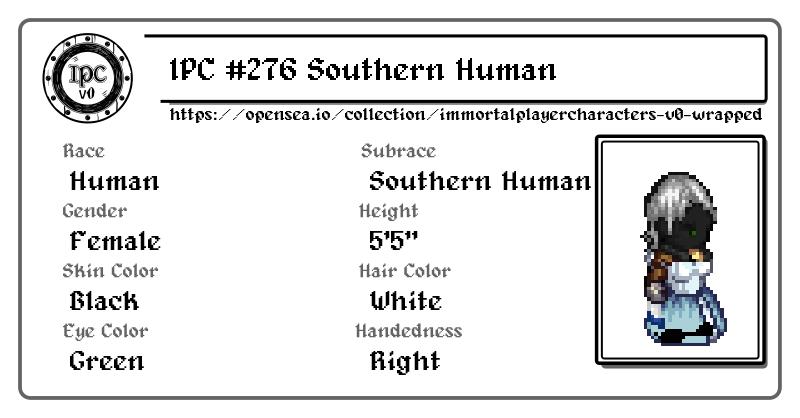 IPC v0
IPC #276 Southern Human
https://opensea.io/collection/immortalplayercharacters-v0-wrapped
Race
Human
Subrace
Southern Human
Gender
Female
Height
5'5"
Skin Color
Black
Hair Color
White
Eye Color
Green
Handedness
Right